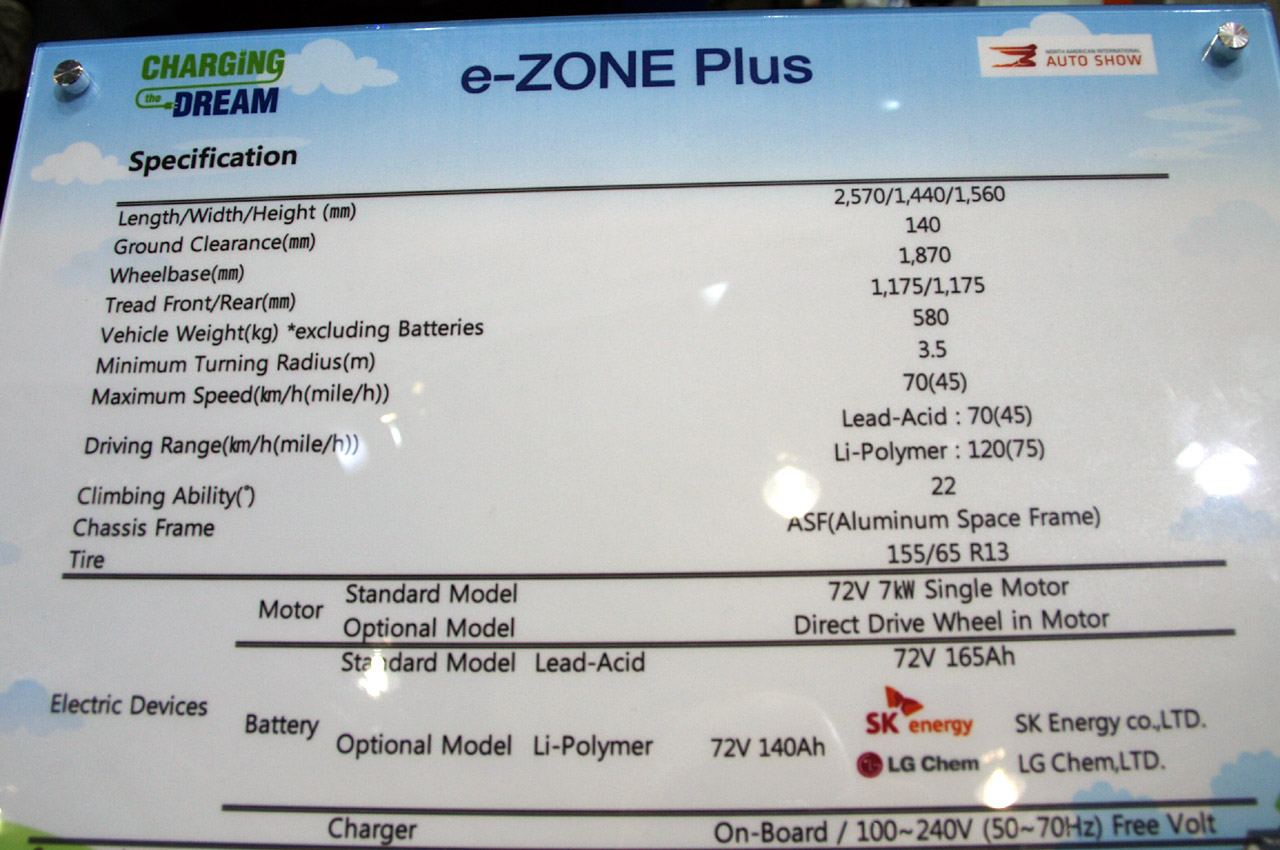 CHARGiNG
the DREAM
e-ZONE Plus
NORTH AMERICAN INTERNATIONAL
AUTO SHOW
Specification
Length/Width/Height (㎜) 2,570/1,440/1,560
Ground Clearance(㎜) 140
Wheelbase(㎜) 1,870
Tread Front/Rear(㎜) 1,175/1,175
Vehicle Weight(kg) *excluding Batteries 580
Minimum Turning Radius(m) 3.5
Maximum Speed(㎞/h(mile/h)) 70(45)
Driving Range(㎞/h(mile/h)) Lead-Acid : 70(45)
Li-Polymer : 120(75)
Climbing Ability(°) 22
Chassis Frame ASF(Aluminum Space Frame)
Tire 155/65 R13
Electric Devices
Motor
Standard Model 72V 7㎾ Single Motor
Optional Model Direct Drive Wheel in Motor
Battery
Standard Model Lead-Acid 72V 165Ah
Optional Model Li-Polymer 72V 140Ah
SK energy SK Energy co.,LTD.
LG Chem LG Chem,LTD.
Charger On-Board / 100~240V (50~70Hz) Free Volt